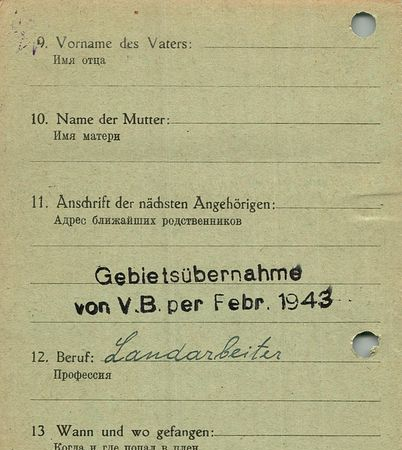 9. Vorname des Vaters:
Имя отца
10. Name der Mutter:
Имя матери
11. Anschrift der nächsten Angehörigen:
Адрес ближайших родственников
Gebietsübernahme
von V.B. per Febr. 1943
12. Beruf: Landarbeiter
Профессия
13 Wann und wo gefangen:
Когда и где попал в плен